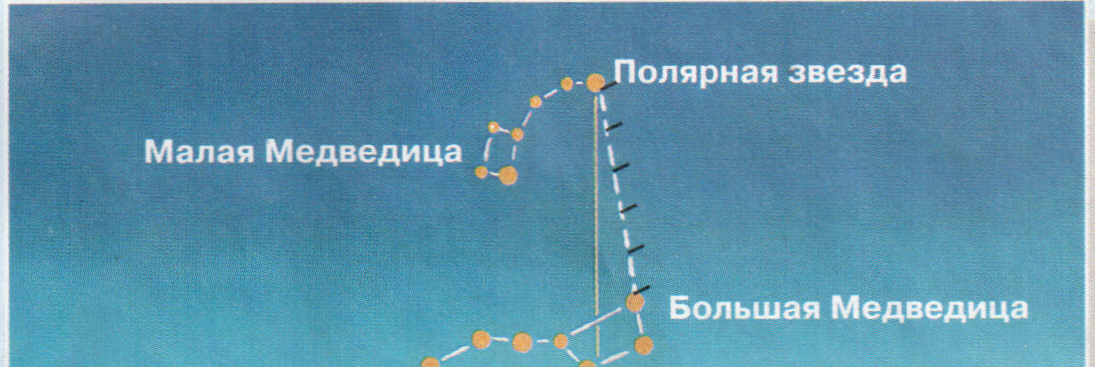 Полярная звезда
Малая Медведица
Большая Медведица